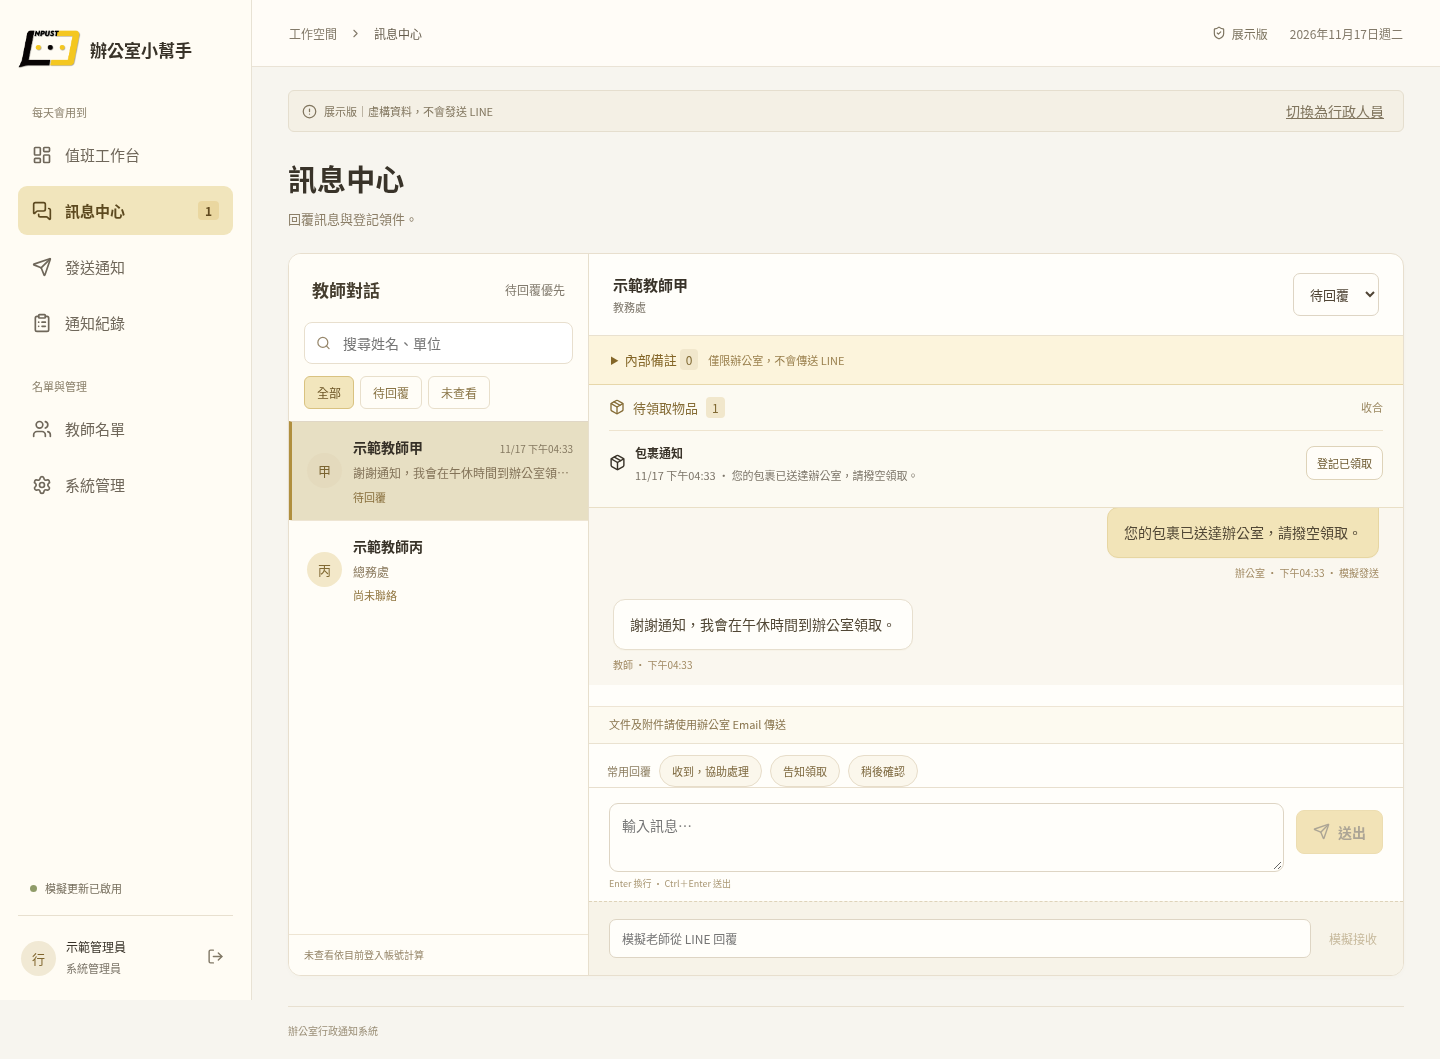 HPUST
辦公室小幫手
每天會用到
值班工作台
訊息中心 1
發送通知
通知紀錄
名單與管理
教師名單
系統管理
模擬更新已啟用
行
示範管理員
系統管理員
工作空間 > 訊息中心
展示版 2026年11月17日週二
展示版｜虛構資料，不會發送 LINE
切換為行政人員
訊息中心
回覆訊息與登記領件。
教師對話 待回覆優先
搜尋姓名、單位
全部 待回覆 未查看
甲
示範教師甲 11/17 下午04:33
謝謝通知，我會在午休時間到辦公室領…
待回覆
丙
示範教師丙
總務處
尚未聯絡
未查看依目前登入帳號計算
示範教師甲
教務處
待回覆
▶ 內部備註 0 僅限辦公室，不會傳送 LINE
待領取物品 1 收合
包裹通知
11/17 下午04:33 · 您的包裹已送達辦公室，請撥空領取。
登記已領取
您的包裹已送達辦公室，請撥空領取。
辦公室 · 下午04:33 · 模擬發送
謝謝通知，我會在午休時間到辦公室領取。
教師 · 下午04:33
文件及附件請使用辦公室 Email 傳送
常用回覆 收到，協助處理 告知領取 稍後確認
輸入訊息…
送出
Enter 換行 · Ctrl＋Enter 送出
模擬老師從 LINE 回覆
模擬接收
辦公室行政通知系統